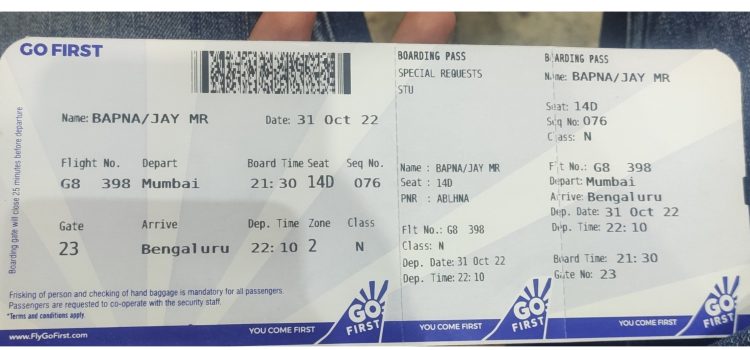 GO FIRST
Name: BAPNA/JAY MR Date: 31 Oct 22
Flight No. Depart Board Time Seat Seq No.
G8 398 Mumbai 21:30 14D 076
Gate Arrive Dep. Time Zone Class
23 Bengaluru 22:10 2 N
Boarding gate will close 25 minutes before departure
Frisking of person and checking of hand baggage is mandatory for all passengers.
Passengers are requested to co-operate with the security staff.
*Terms and conditions apply.
www.FlyGoFirst.com
YOU COME FIRST
GO
FIRST
BOARDING PASS
SPECIAL REQUESTS
STU
Name : BAPNA/JAY MR
Seat : 14D
PNR : ABLHNA
Flt No.: G8 398
Class: N
Dep. Date: 31 Oct 22
Dep. Time: 22:10
YOU COME FIRST
GO
FIRST
BOARDING PASS
Name: BAPNA/JAY MR
Seat: 14D
Seq No: 076
Class: N
Flt No.: G8 398
Depart: Mumbai
Arrive: Bengaluru
Dep. Date: 31 Oct 22
Dep. Time: 22:10
Board Time: 21:30
Gate No: 23
YOU COME FIRST
GO
FIRST